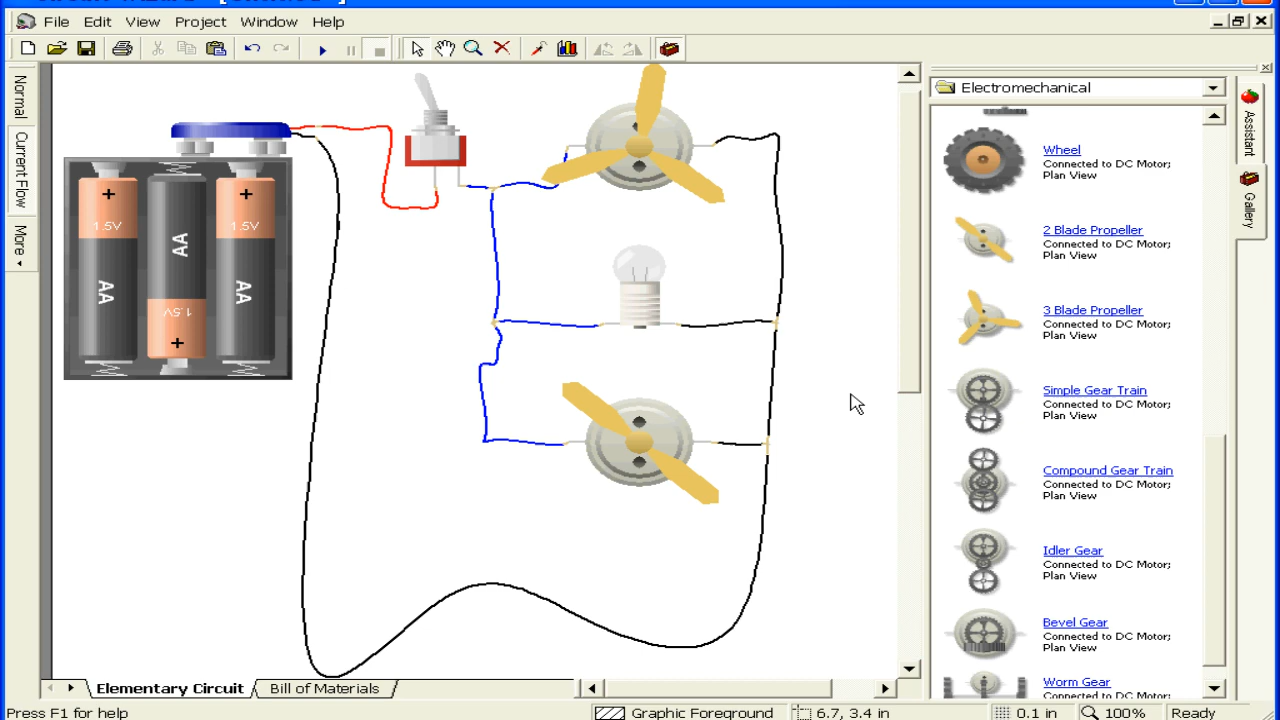 File Edit View Project Window Help
Normal
Current Flow
More
Electromechanical
Assistant
Gallery
Wheel
Connected to DC Motor;
Plan View
2 Blade Propeller
Connected to DC Motor;
Plan View
3 Blade Propeller
Connected to DC Motor;
Plan View
Simple Gear Train
Connected to DC Motor;
Plan View
Compound Gear Train
Connected to DC Motor;
Plan View
Idler Gear
Connected to DC Motor;
Plan View
Bevel Gear
Connected to DC Motor;
Plan View
Worm Gear
Connected to DC Motor;
+ +
1.5V 1.5V
AA
AA AA
1.5V
+
Elementary Circuit Bill of Materials
Press F1 for help Graphic Foreground 6.7, 3.4 in 0.1 in 100% Ready